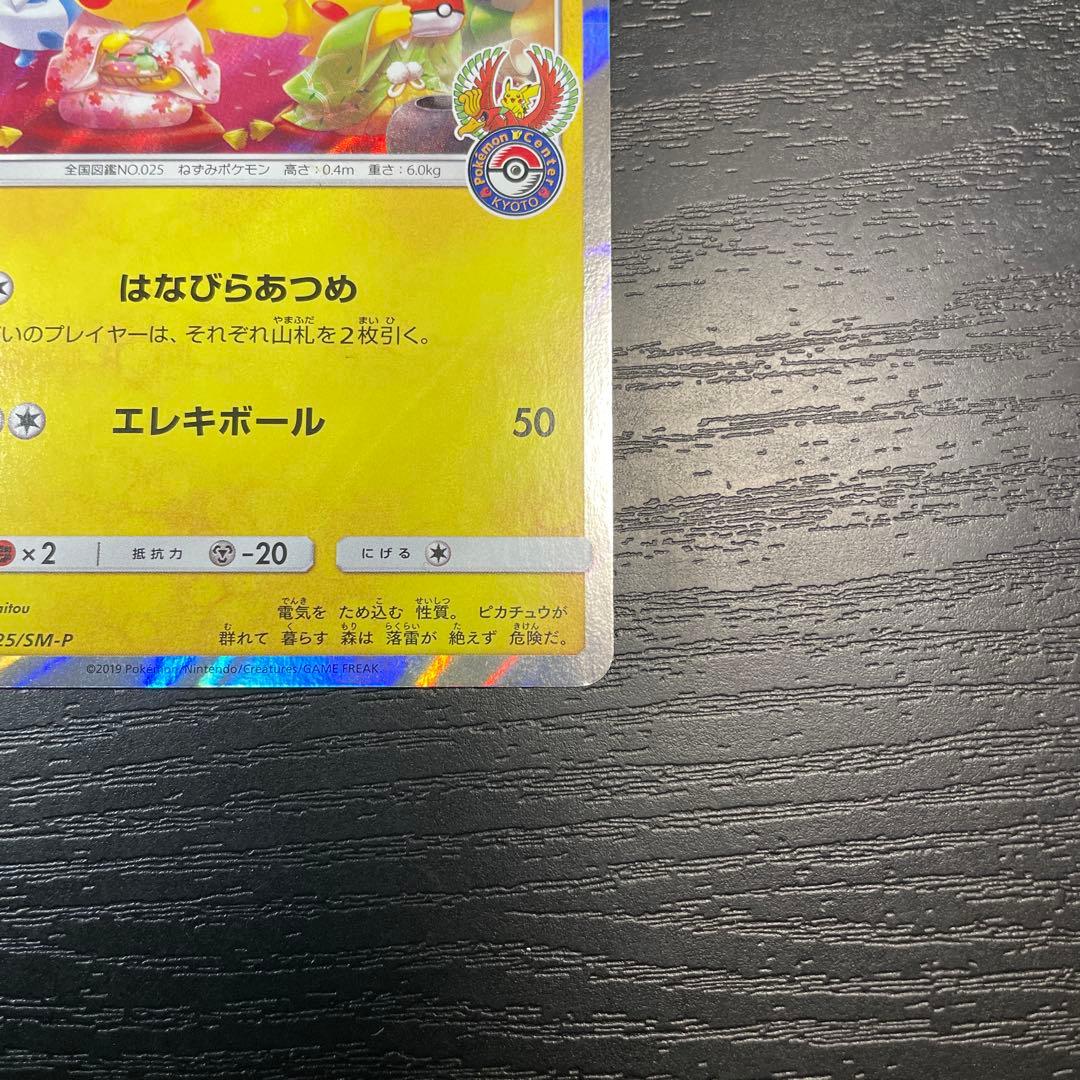 全国図鑑NO.025 ねずみポケモン 高さ:0.4m 重さ:6.0kg
Pokémon Center
KYOTO
はなびらあつめ
いのプレイヤーは、それぞれ山札を2枚引く。
やまふだ まい ひ
エレキボール 50
×2 抵抗力 -20 にげる
aitou
でんき こ せいしつ
電気を ため込む 性質。 ピカチュウが
む く もり らくらい た きけん
25/SM-P 群れて 暮らす 森は 落雷が 絶えず 危険だ。
©2019 Pokémon/Nintendo/Creatures/GAME FREAK.